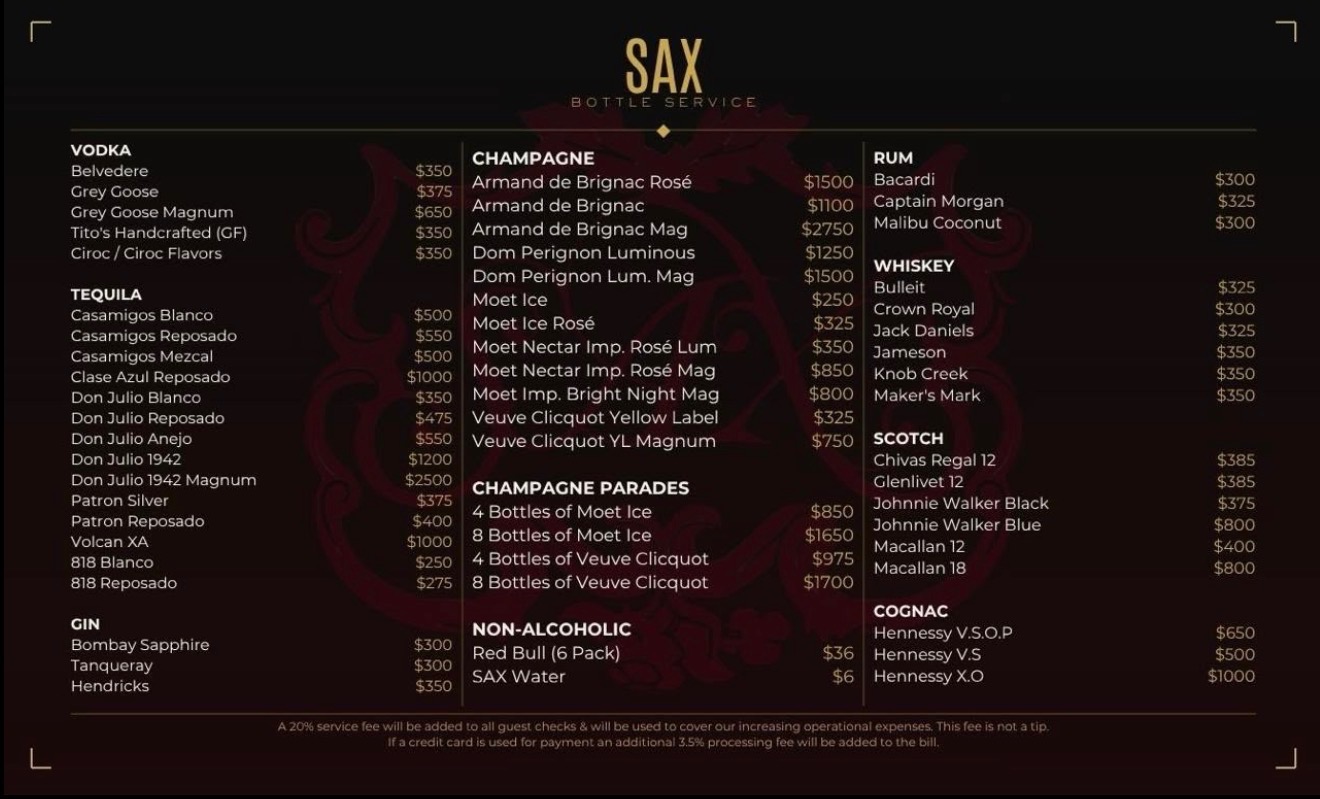 SAX
BOTTLE SERVICE
VODKA
Belvedere $350
Grey Goose $375
Grey Goose Magnum $650
Tito's Handcrafted (GF) $350
Ciroc / Ciroc Flavors $350
TEQUILA
Casamigos Blanco $500
Casamigos Reposado $550
Casamigos Mezcal $500
Clase Azul Reposado $1000
Don Julio Blanco $350
Don Julio Reposado $475
Don Julio Anejo $550
Don Julio 1942 $1200
Don Julio 1942 Magnum $2500
Patron Silver $375
Patron Reposado $400
Volcan XA $1000
818 Blanco $250
818 Reposado $275
GIN
Bombay Sapphire $300
Tanqueray $300
Hendricks $350
CHAMPAGNE
Armand de Brignac Rosé $1500
Armand de Brignac $1100
Armand de Brignac Mag $2750
Dom Perignon Luminous $1250
Dom Perignon Lum. Mag $1500
Moet Ice $250
Moet Ice Rosé $325
Moet Nectar Imp. Rosé Lum $350
Moet Nectar Imp. Rosé Mag $850
Moet Imp. Bright Night Mag $800
Veuve Clicquot Yellow Label $325
Veuve Clicquot YL Magnum $750
CHAMPAGNE PARADES
4 Bottles of Moet Ice $850
8 Bottles of Moet Ice $1650
4 Bottles of Veuve Clicquot $975
8 Bottles of Veuve Clicquot $1700
NON-ALCOHOLIC
Red Bull (6 Pack) $36
SAX Water $6
RUM
Bacardi $300
Captain Morgan $325
Malibu Coconut $300
WHISKEY
Bulleit $325
Crown Royal $300
Jack Daniels $325
Jameson $350
Knob Creek $350
Maker's Mark $350
SCOTCH
Chivas Regal 12 $385
Glenlivet 12 $385
Johnnie Walker Black $375
Johnnie Walker Blue $800
Macallan 12 $400
Macallan 18 $800
COGNAC
Hennessy V.S.O.P $650
Hennessy V.S $500
Hennessy X.O $1000
A 20% service fee will be added to all guest checks & will be used to cover our increasing operational expenses. This fee is not a tip.
If a credit card is used for payment an additional 3.5% processing fee will be added to the bill.